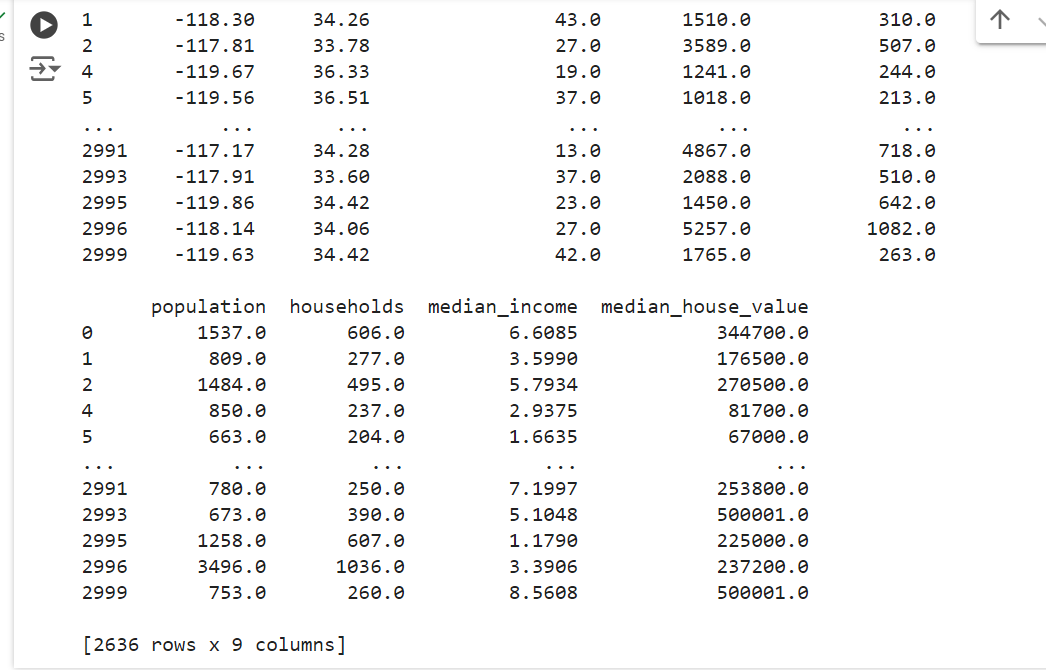 s
1 -118.30 34.26 43.0 1510.0 310.0
2 -117.81 33.78 27.0 3589.0 507.0
4 -119.67 36.33 19.0 1241.0 244.0
5 -119.56 36.51 37.0 1018.0 213.0
... ... ... ... ... ...
2991 -117.17 34.28 13.0 4867.0 718.0
2993 -117.91 33.60 37.0 2088.0 510.0
2995 -119.86 34.42 23.0 1450.0 642.0
2996 -118.14 34.06 27.0 5257.0 1082.0
2999 -119.63 34.42 42.0 1765.0 263.0
population households median_income median_house_value
0 1537.0 606.0 6.6085 344700.0
1 809.0 277.0 3.5990 176500.0
2 1484.0 495.0 5.7934 270500.0
4 850.0 237.0 2.9375 81700.0
5 663.0 204.0 1.6635 67000.0
... ... ... ... ...
2991 780.0 250.0 7.1997 253800.0
2993 673.0 390.0 5.1048 500001.0
2995 1258.0 607.0 1.1790 225000.0
2996 3496.0 1036.0 3.3906 237200.0
2999 753.0 260.0 8.5608 500001.0
[2636 rows x 9 columns]